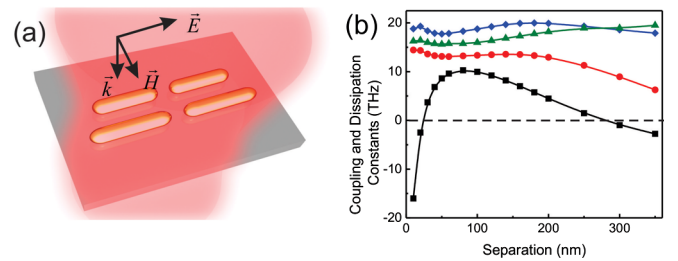 (a)
E
k
H
(b)
Coupling and Dissipation
Constants (THz)
20
10
0
-10
-20
0
100
200
300
Separation (nm)